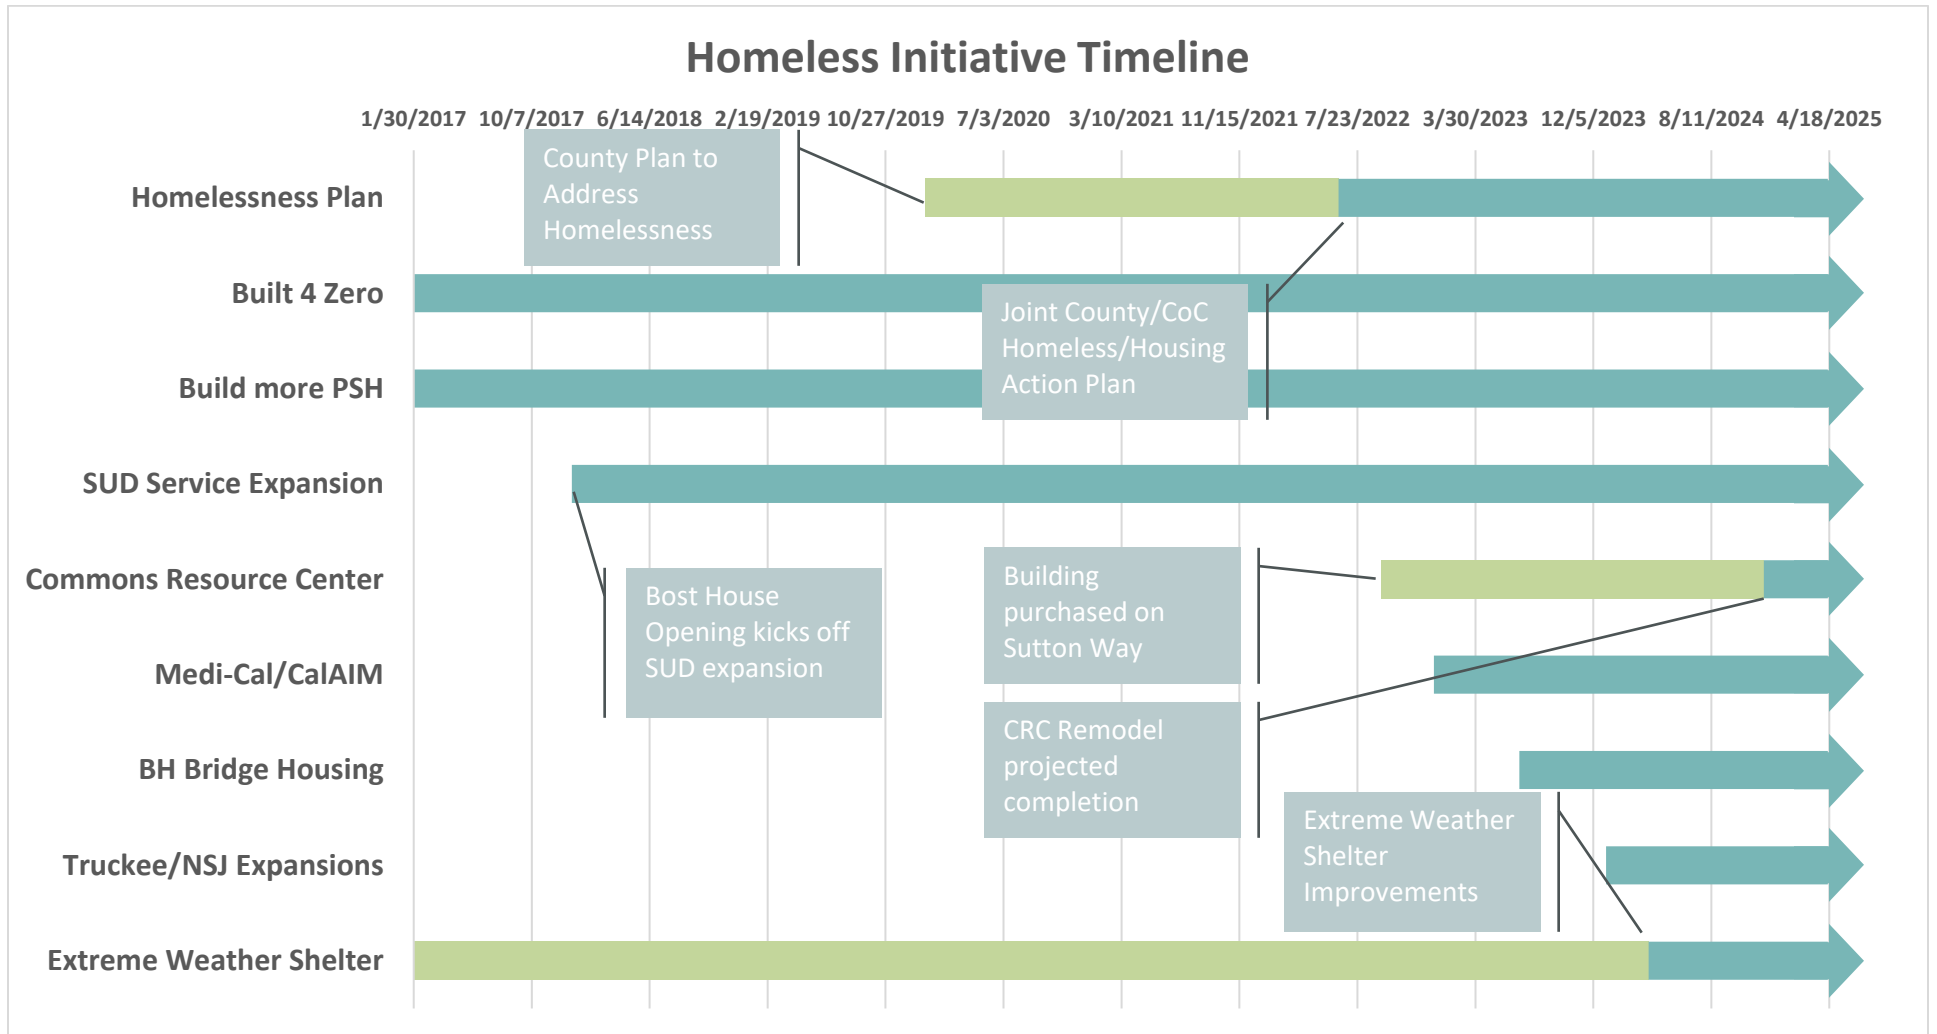 Homeless Initiative Timeline
1/30/2017 10/7/2017 6/14/2018 2/19/2019 10/27/2019 7/3/2020 3/10/2021 11/15/2021 7/23/2022 3/30/2023 12/5/2023 8/11/2024 4/18/2025
County Plan to
Address
Homelessness
Homelessness Plan
Built 4 Zero
Joint County/CoC
Homeless/Housing
Action Plan
Build more PSH
SUD Service Expansion
Commons Resource Center
Bost House
Opening kicks off
SUD expansion
Building
purchased on
Sutton Way
Medi-Cal/CalAIM
CRC Remodel
projected
completion
BH Bridge Housing
Extreme Weather
Shelter
Improvements
Truckee/NSJ Expansions
Extreme Weather Shelter